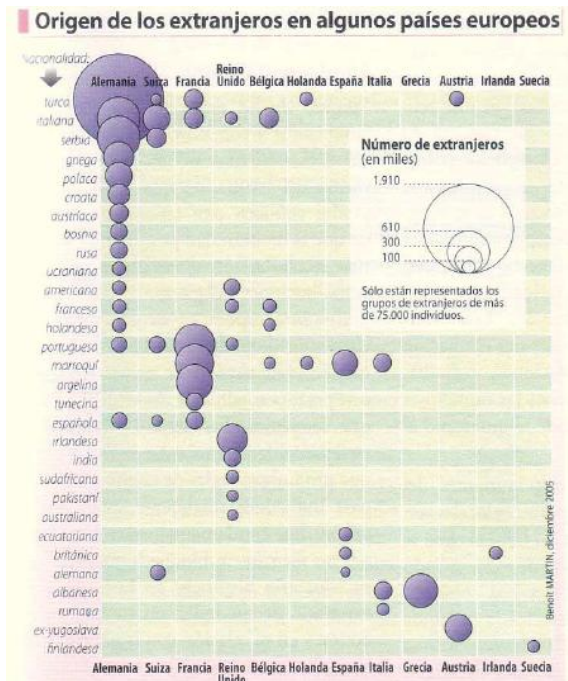 Origen de los extranjeros en algunos países europeos
Nacionalidad:
Alemania Suiza Francia Reino Unido Bélgica Holanda España Italia Grecia Austria Irlanda Suecia
turca
italiana
serbia
griega
polaca
croata
austríaca
bosnia
rusa
ucraniana
americana
francesa
holandesa
portuguesa
marroquí
argelina
tunecina
española
irlandesa
india
sudafricana
pakistaní
australiana
ecuatoriana
británica
alemana
albanesa
rumana
ex-yugoslava
finlandesa
Número de extranjeros
(en miles)
1.910
610
300
100
Sólo están representados los
grupos de extranjeros de más
de 75.000 individuos.
Benoît MARTIN, diciembre 2005
Alemania Suiza Francia Reino Unido Bélgica Holanda España Italia Grecia Austria Irlanda Suecia